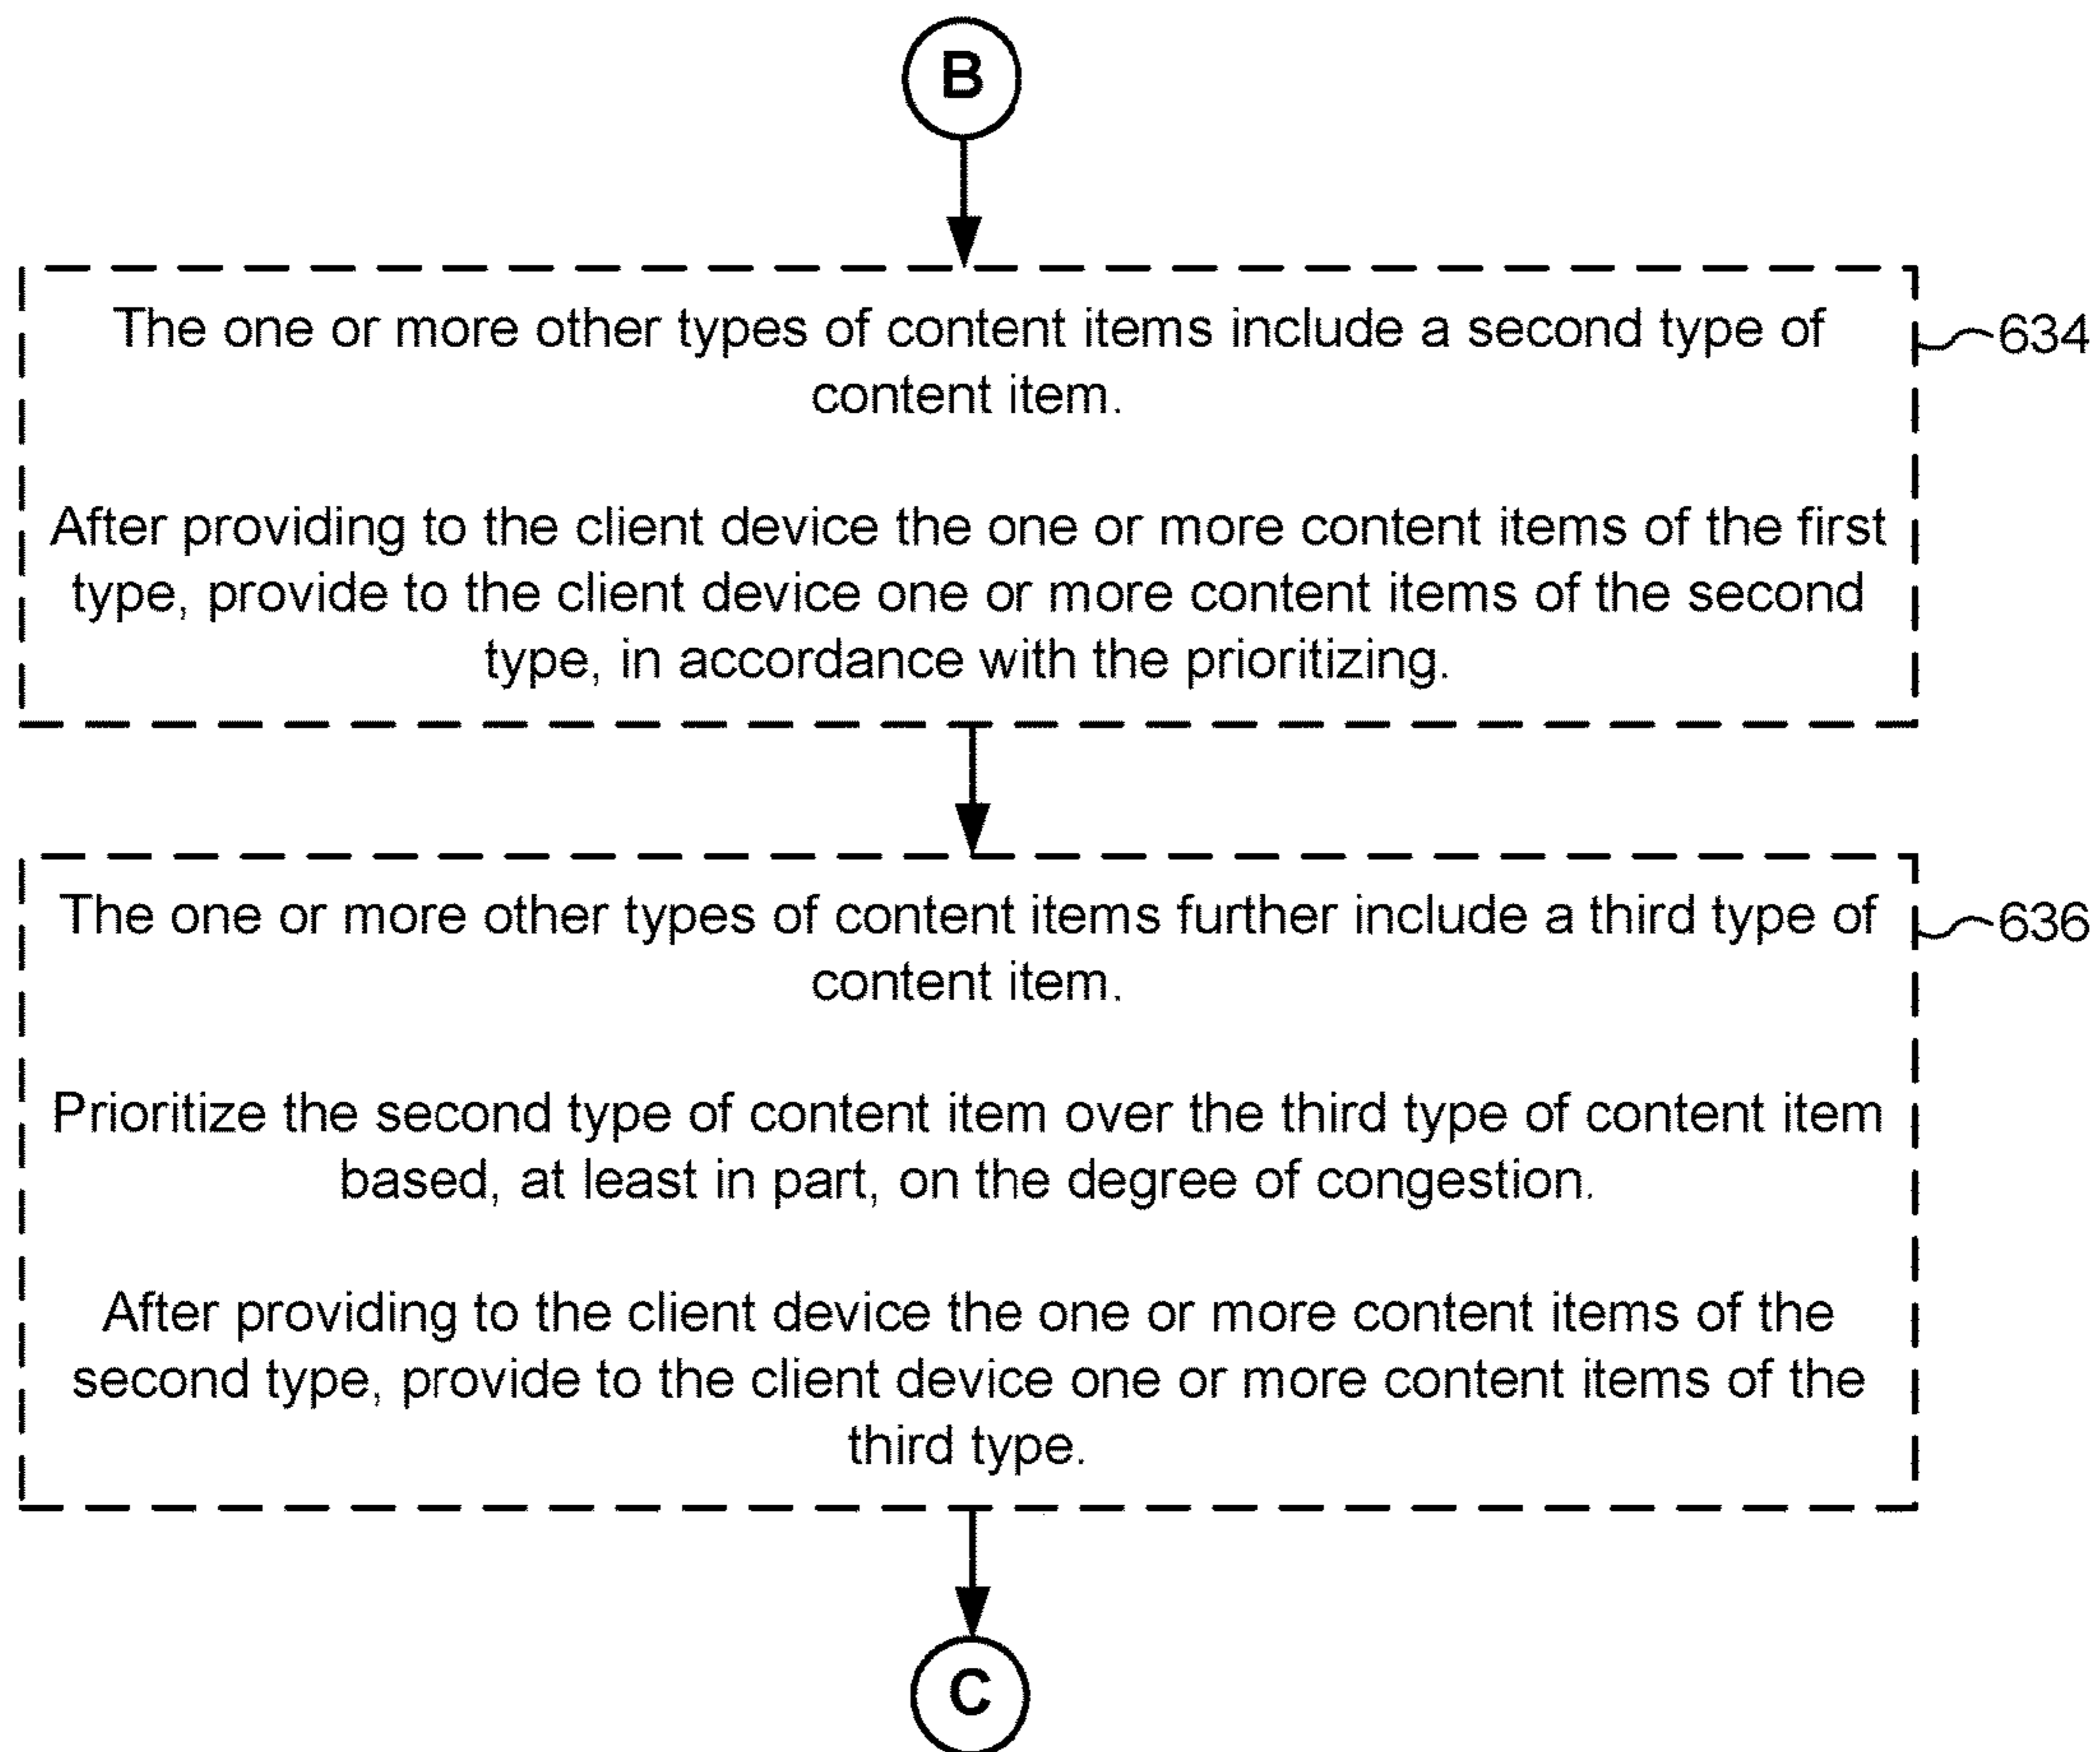 B
The one or more other types of content items include a second type of
content item.
634
After providing to the client device the one or more content items of the first
type, provide to the client device one or more content items of the second
type, in accordance with the prioritizing.
The one or more other types of content items further include a third type of
content item.
636
Prioritize the second type of content item over the third type of content item
based, at least in part, on the degree of congestion.
After providing to the client device the one or more content items of the
second type, provide to the client device one or more content items of the
third type.
C